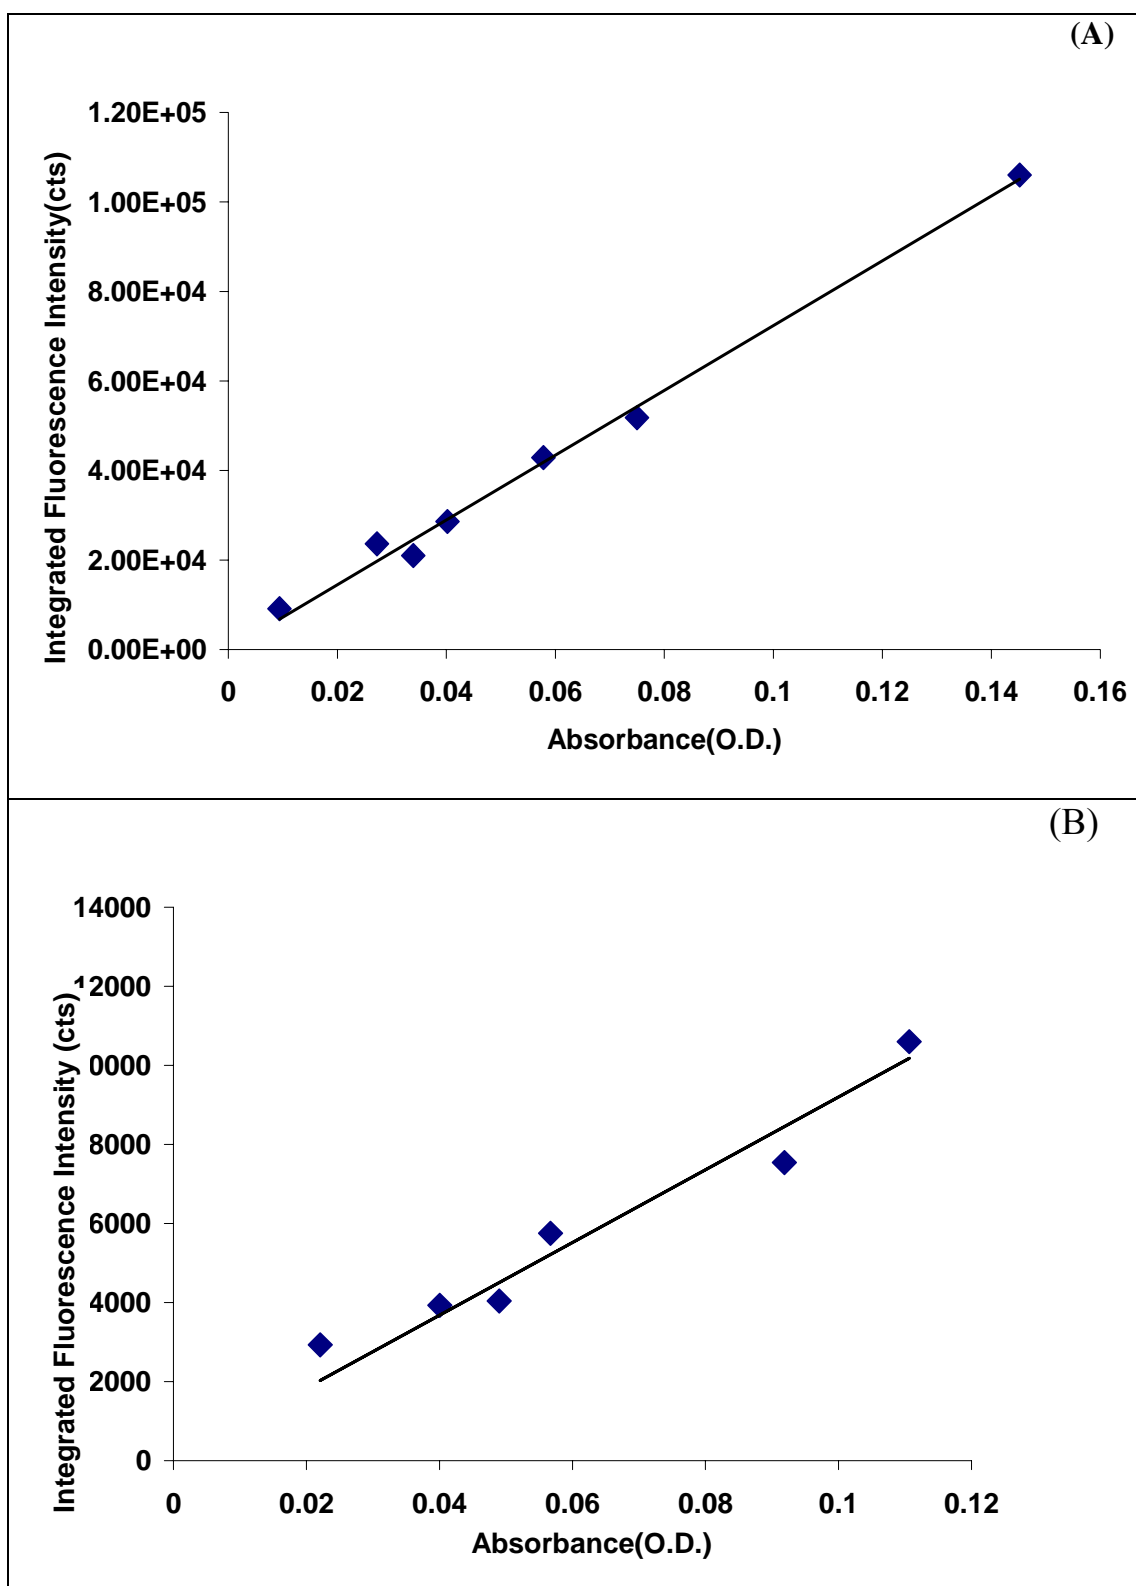 (A)
1.20E+05
1.00E+05
8.00E+04
6.00E+04
4.00E+04
2.00E+04
0.00E+00
Integrated Fluorescence Intensity(cts)
0 0.02 0.04 0.06 0.08 0.1 0.12 0.14 0.16
Absorbance(O.D.)
(B)
14000
12000
0000
8000
6000
4000
2000
0
Integrated Fluorescence Intensity (cts)
0 0.02 0.04 0.06 0.08 0.1 0.12
Absorbance(O.D.)